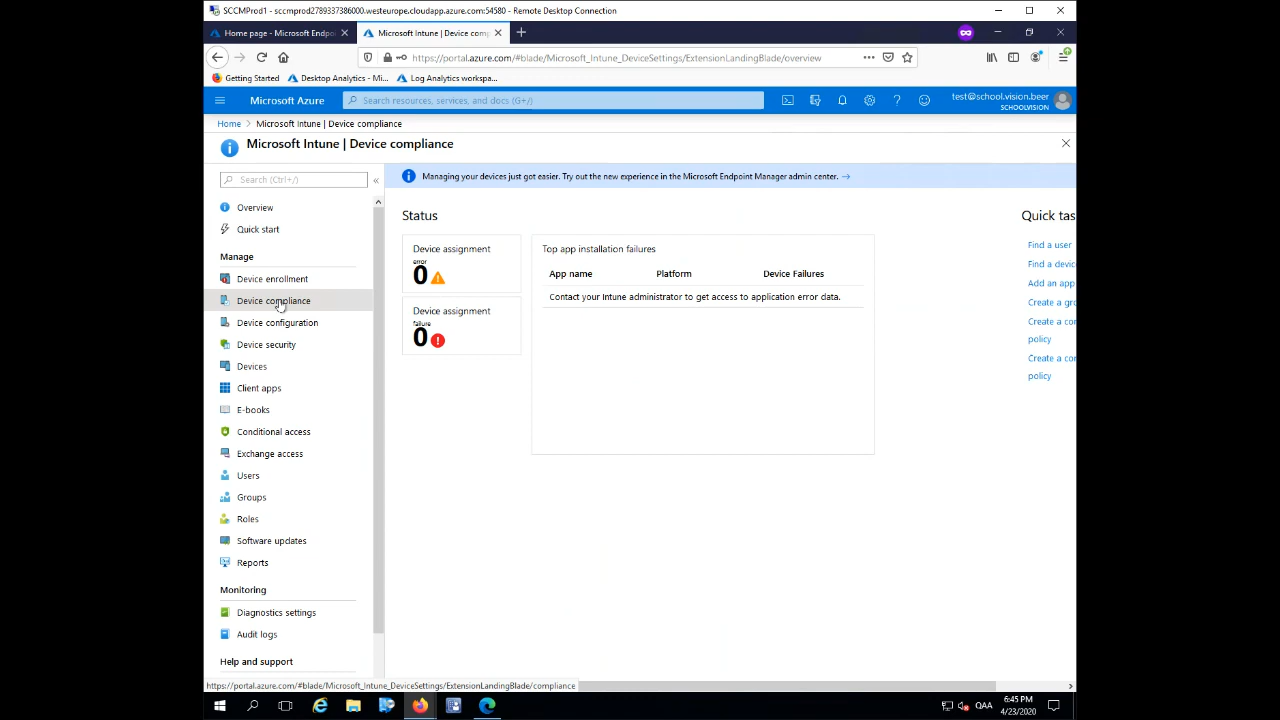 SCCMProd1 - sccmprod2789337386000.westeurope.cloudapp.azure.com:54580 - Remote Desktop Connection
Home page - Microsoft Endpo
Microsoft Intune | Device comp
https://portal.azure.com/#blade/Microsoft_Intune_DeviceSettings/ExtensionLandingBlade/overview
Getting Started
Desktop Analytics - Mi...
Log Analytics workspa...
Microsoft Azure
Search resources, services, and docs (G+/)
test@school.vision.beer
SCHOOLVISION
Home > Microsoft Intune | Device compliance
Microsoft Intune | Device compliance
Search (Ctrl+/)
Managing your devices just got easier. Try out the new experience in the Microsoft Endpoint Manager admin center. →
Overview
Quick start
Manage
Device enrollment
Device compliance
Device configuration
Device security
Devices
Client apps
E-books
Conditional access
Exchange access
Users
Groups
Roles
Software updates
Reports
Monitoring
Diagnostics settings
Audit logs
Help and support
Status
Device assignment
error
0
Device assignment
failure
0
Top app installation failures
App name Platform Device Failures
Contact your Intune administrator to get access to application error data.
Quick tas
Find a user
Find a devic
Add an app
Create a gro
Create a con
policy
Create a con
policy
https://portal.azure.com/#blade/Microsoft_Intune_DeviceSettings/ExtensionLandingBlade/compliance
QAA
6:45 PM
4/23/2020